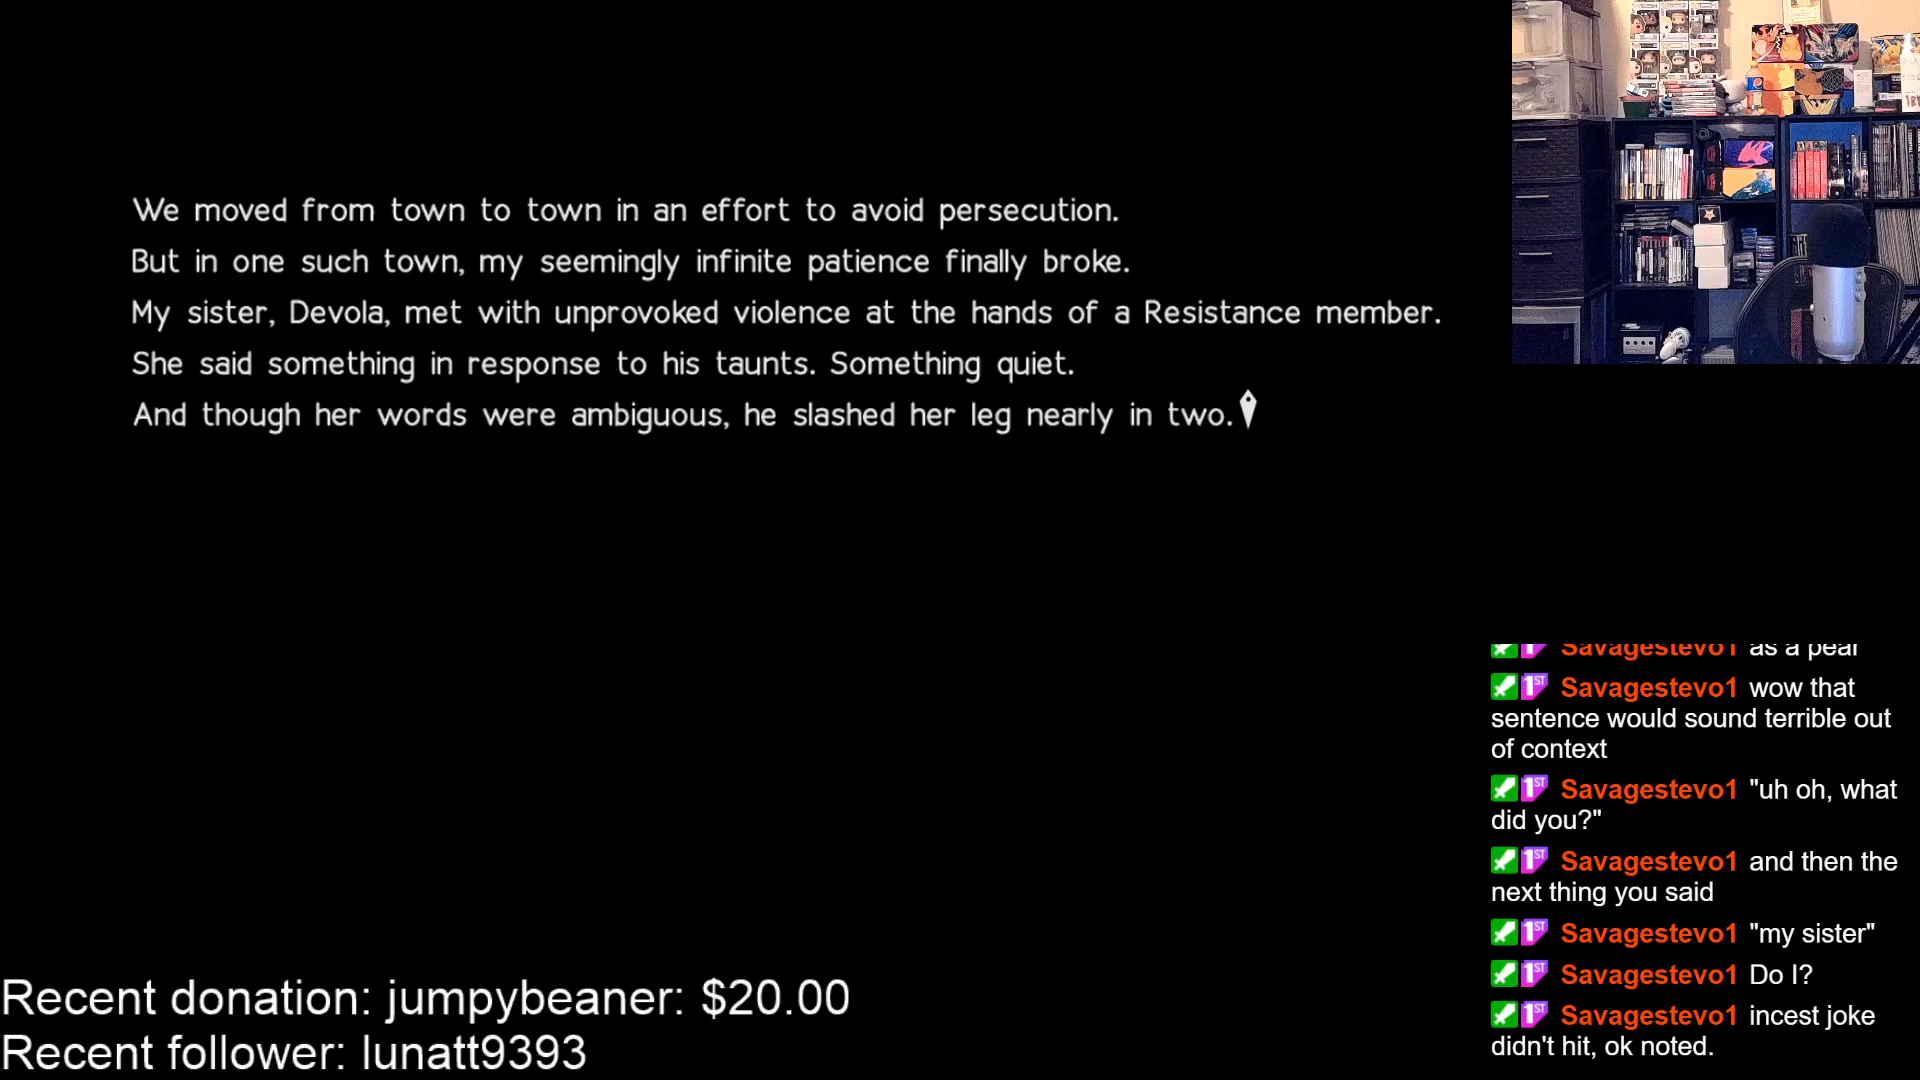 We moved from town to town in an effort to avoid persecution.
But in one such town, my seemingly infinite patience finally broke.
My sister, Devola, met with unprovoked violence at the hands of a Resistance member.
She said something in response to his taunts. Something quiet.
And though her words were ambiguous, he slashed her leg nearly in two.
Savagestevo1 as a pear
Savagestevo1 wow that
sentence would sound terrible out
of context
Savagestevo1 "uh oh, what
did you?"
Savagestevo1 and then the
next thing you said
Savagestevo1 "my sister"
Savagestevo1 Do I?
Savagestevo1 incest joke
didn't hit, ok noted.
Recent donation: jumpybeaner: $20.00
Recent follower: lunatt9393